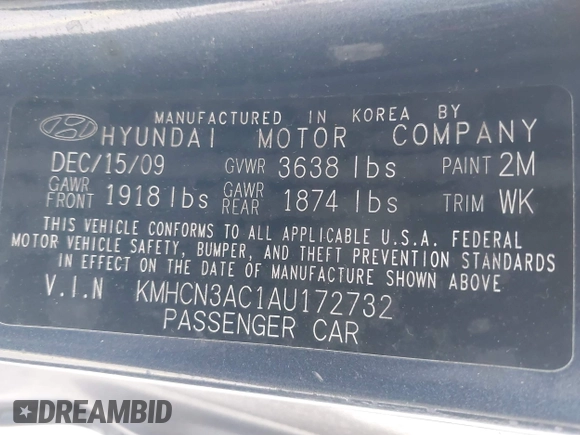 MANUFACTURED IN KOREA BY
HYUNDAI MOTOR COMPANY
DEC/15/09 GVWR 3638 lbs PAINT 2M
GAWR FRONT 1918 lbs GAWR REAR 1874 lbs TRIM WK
THIS VEHICLE CONFORMS TO ALL APPLICABLE U.S.A. FEDERAL
MOTOR VEHICLE SAFETY, BUMPER, AND THEFT PREVENTION STANDARDS
IN EFFECT ON THE DATE OF MANUFACTURE SHOWN ABOVE
V.I.N KMHCN3AC1AU172732
PASSENGER CAR
DREAMBID